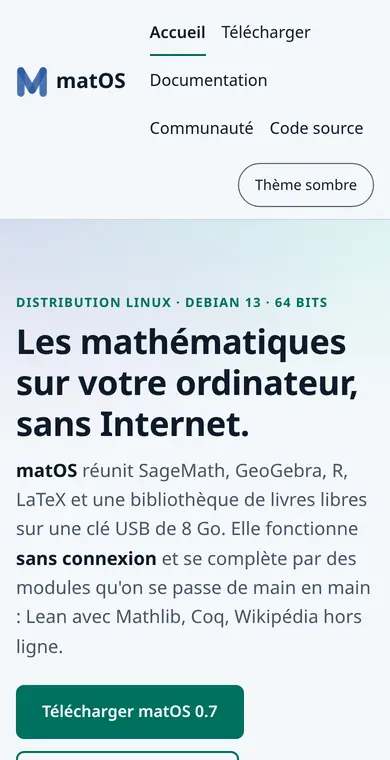 matOS
Accueil Télécharger
Documentation
Communauté Code source
Thème sombre
DISTRIBUTION LINUX · DEBIAN 13 · 64 BITS
Les mathématiques
sur votre ordinateur,
sans Internet.
matOS réunit SageMath, GeoGebra, R,
LaTeX et une bibliothèque de livres libres
sur une clé USB de 8 Go. Elle fonctionne
sans connexion et se complète par des
modules qu'on se passe de main en main
: Lean avec Mathlib, Coq, Wikipédia hors
ligne.
Télécharger matOS 0.7